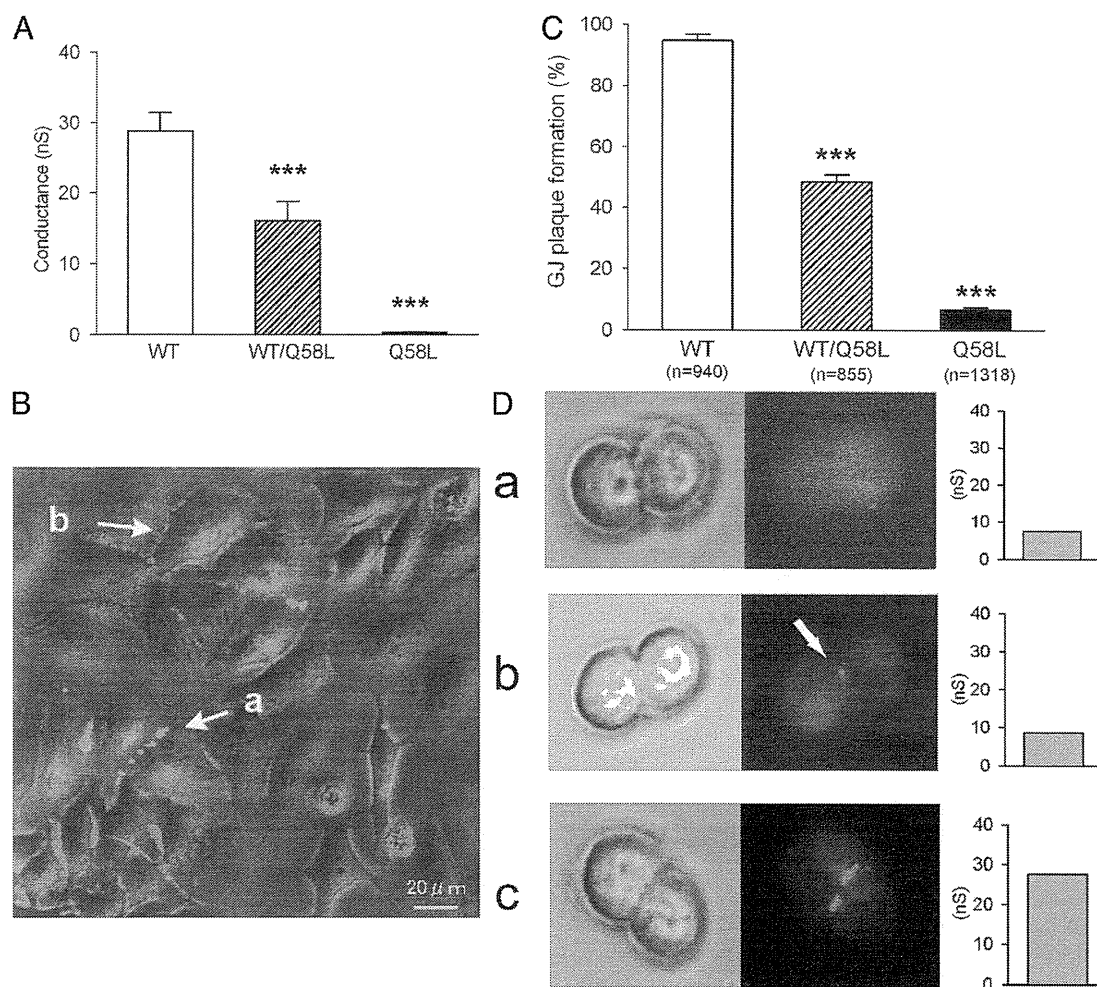 A
Conductance (nS)
40
30
20
10
0
***
***
WT
WT/Q58L
Q58L
C
GJ plaque formation (%)
100
80
60
40
20
0
***
***
WT
WT/Q58L
Q58L
(n=940)
(n=855)
(n=1318)
B
b
a
20 μm
D
a
40
30
20
10
0
(nS)
b
40
30
20
10
0
(nS)
c
40
30
20
10
0
(nS)